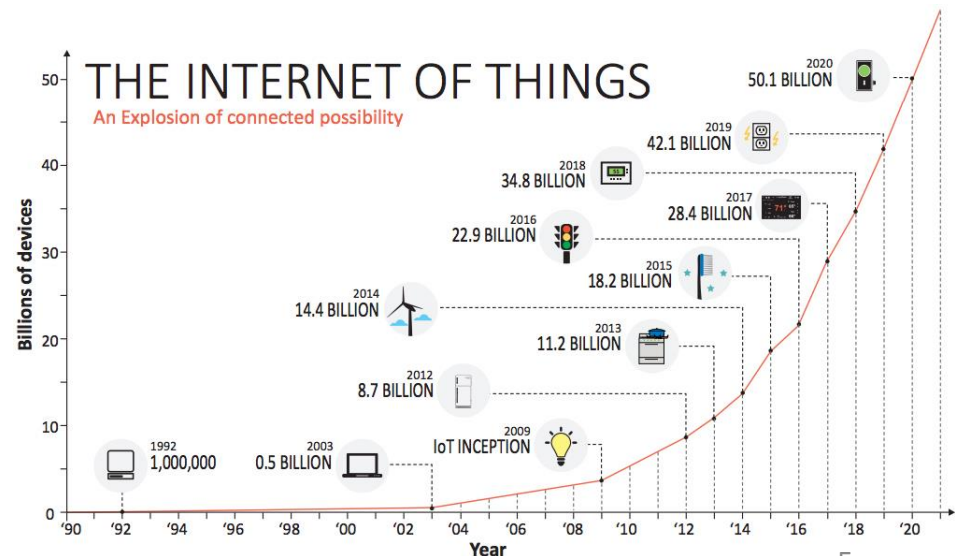 THE INTERNET OF THINGS
An Explosion of connected possibility
2020
50.1 BILLION
2019
42.1 BILLION
2018
34.8 BILLION
2017
28.4 BILLION
2016
22.9 BILLION
2015
18.2 BILLION
2014
14.4 BILLION
2013
11.2 BILLION
2012
8.7 BILLION
2009
IoT INCEPTION
1992
1,000,000
2003
0.5 BILLION
71°
Billions of devices
50
40
30
20
10
0
'90 '92 '94 '96 '98 '00 '02 '04 '06 '08 '10 '12 '14 '16 '18 '20
Year